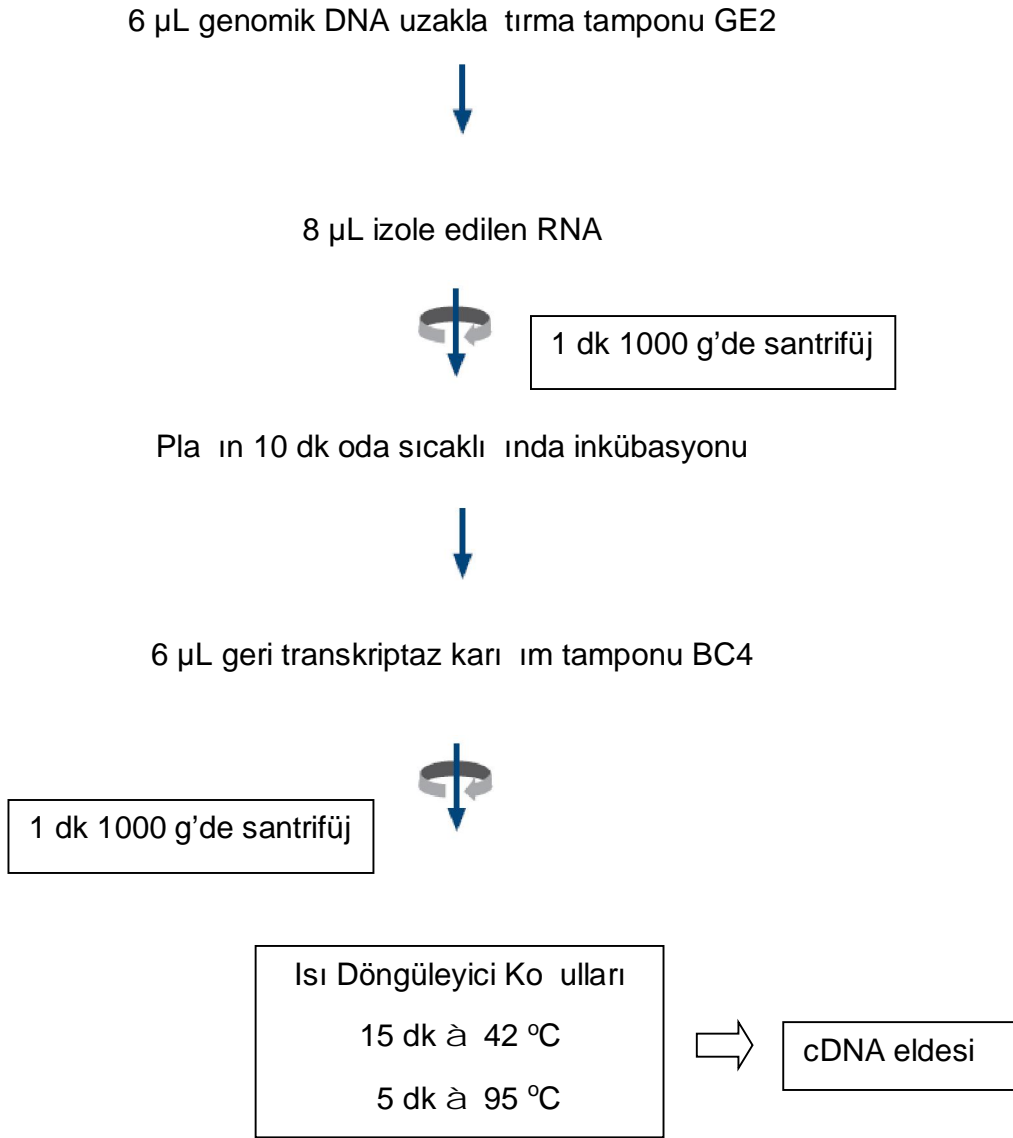 6 µL genomik DNA uzakla tırma tamponu GE2
8 µL izole edilen RNA
1 dk 1000 g’de santrifüj
Pla ın 10 dk oda sıcaklı ında inkübasyonu
6 µL geri transkriptaz karı ım tamponu BC4
1 dk 1000 g’de santrifüj
Isı Döngüleyici Ko ulları
15 dk à 42 ºC
5 dk à 95 ºC
cDNA eldesi